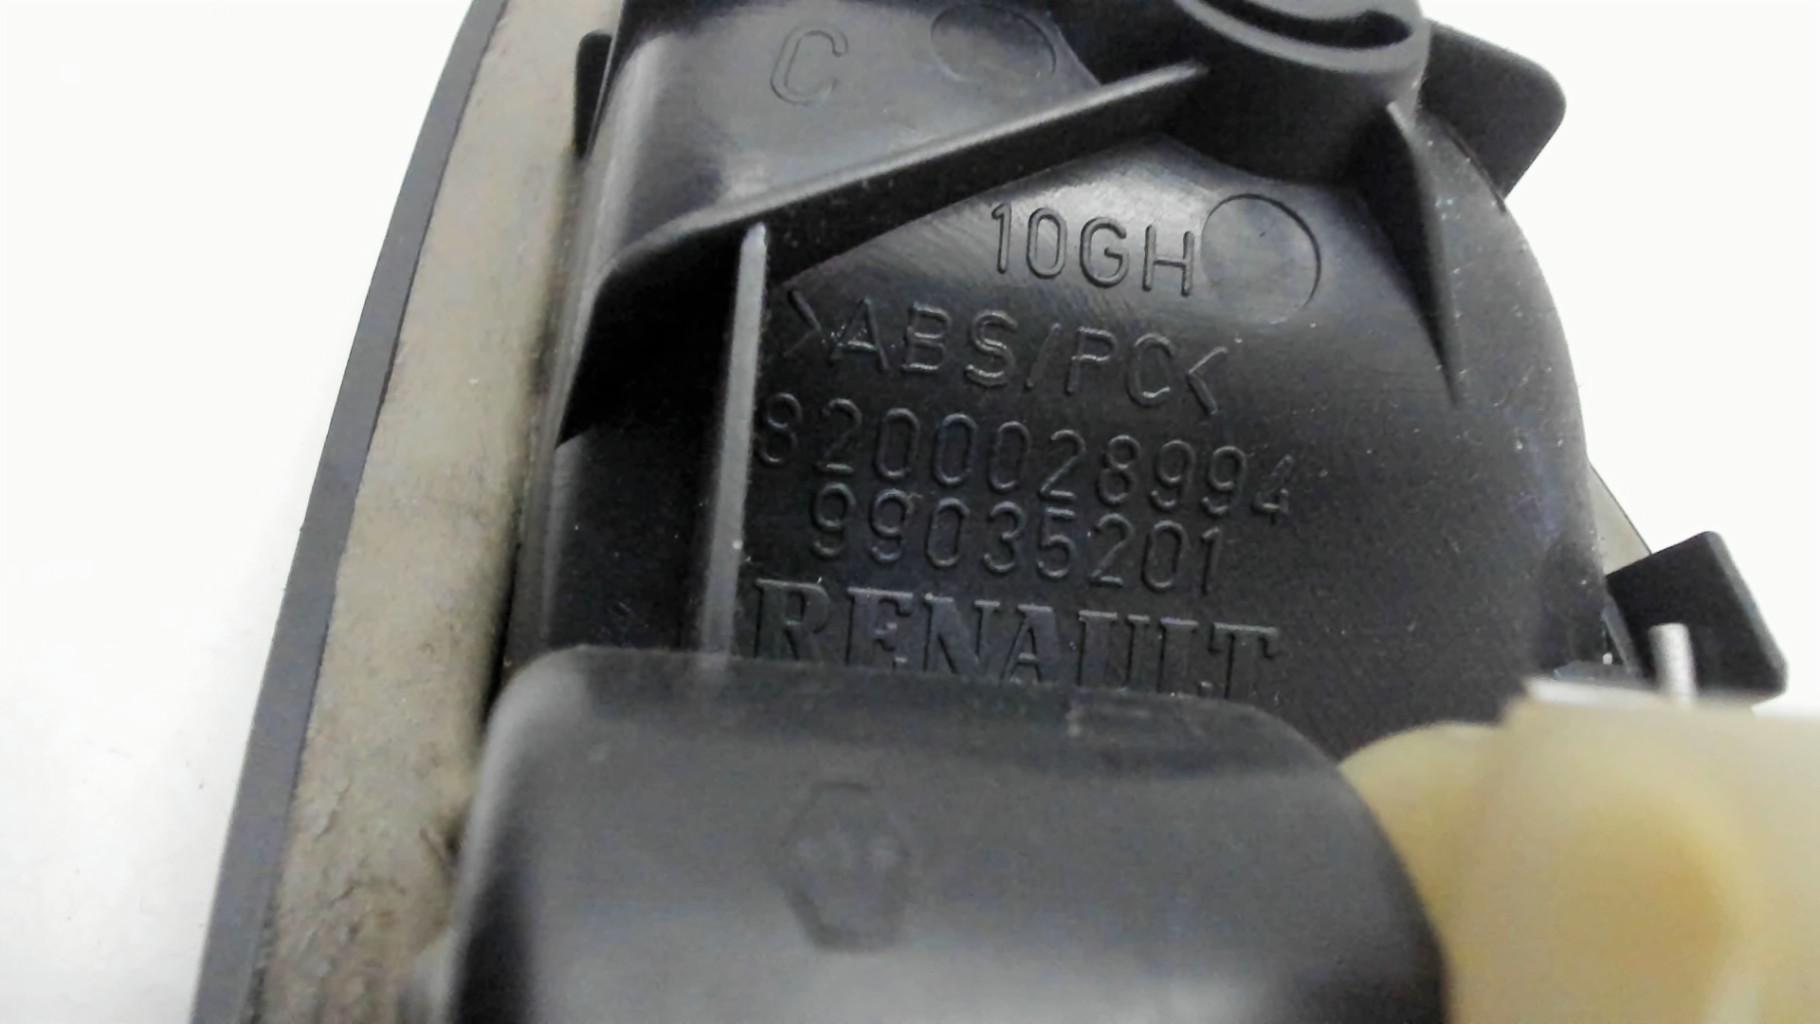 C
10GH
>ABS/PC<
8200028994
99035201
RENAULT